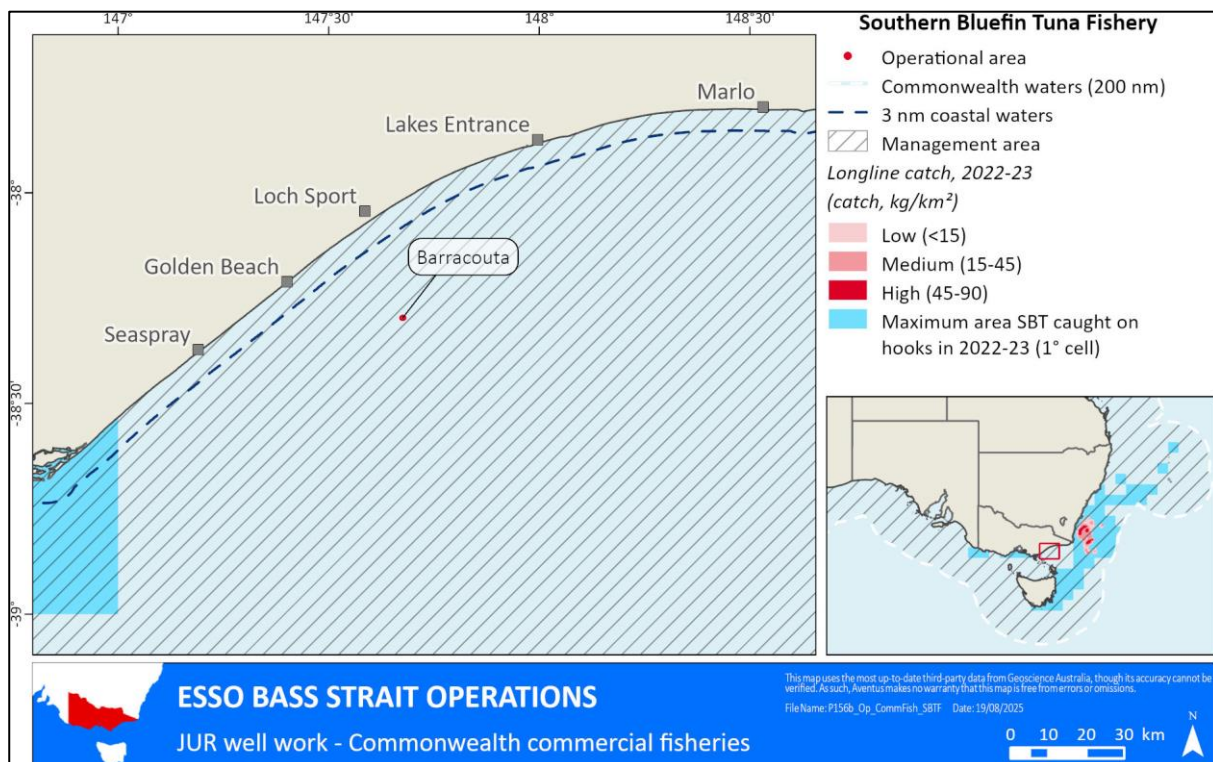 147°
147°30'
148°
148°30'
-38°
-38°30'
-39°
Marlo
Lakes Entrance
Loch Sport
Barracouta
Golden Beach
Seaspray
Southern Bluefin Tuna Fishery
Operational area
Commonwealth waters (200 nm)
3 nm coastal waters
Management area
Longline catch, 2022-23
(catch, kg/km²)
Low (<15)
Medium (15-45)
High (45-90)
Maximum area SBT caught on
hooks in 2022-23 (1° cell)
ESSO BASS STRAIT OPERATIONS
JUR well work - Commonwealth commercial fisheries
This map uses the most up-to-date third-party data from Geoscience Australia, though its accuracy cannot be
verified. As such, Aventus makes no warranty that this map is free from errors or omissions.
File Name: P156b_Op_CommFish_SBTF Date: 19/08/2025
0 10 20 30 km
N